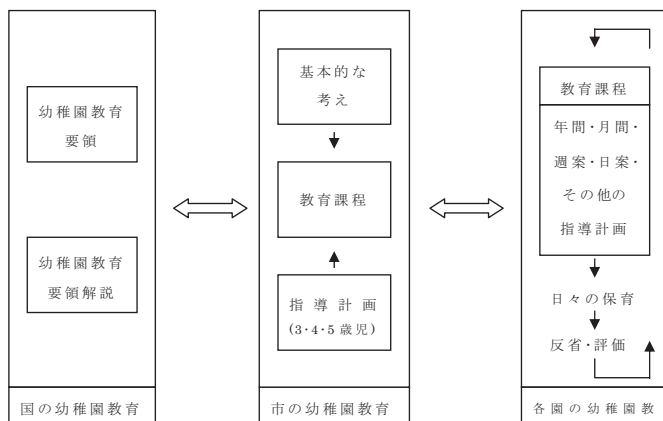 幼稚園教育
要領
幼稚園教育
要領解説
国の幼稚園教育
基本的な
考え
教育課程
指導計画
(3・4・5歳児)
市の幼稚園教育
教育課程
年間・月間・
週案・日案・
その他の
指導計画
日々の保育
反省・評価
各園の幼稚園教